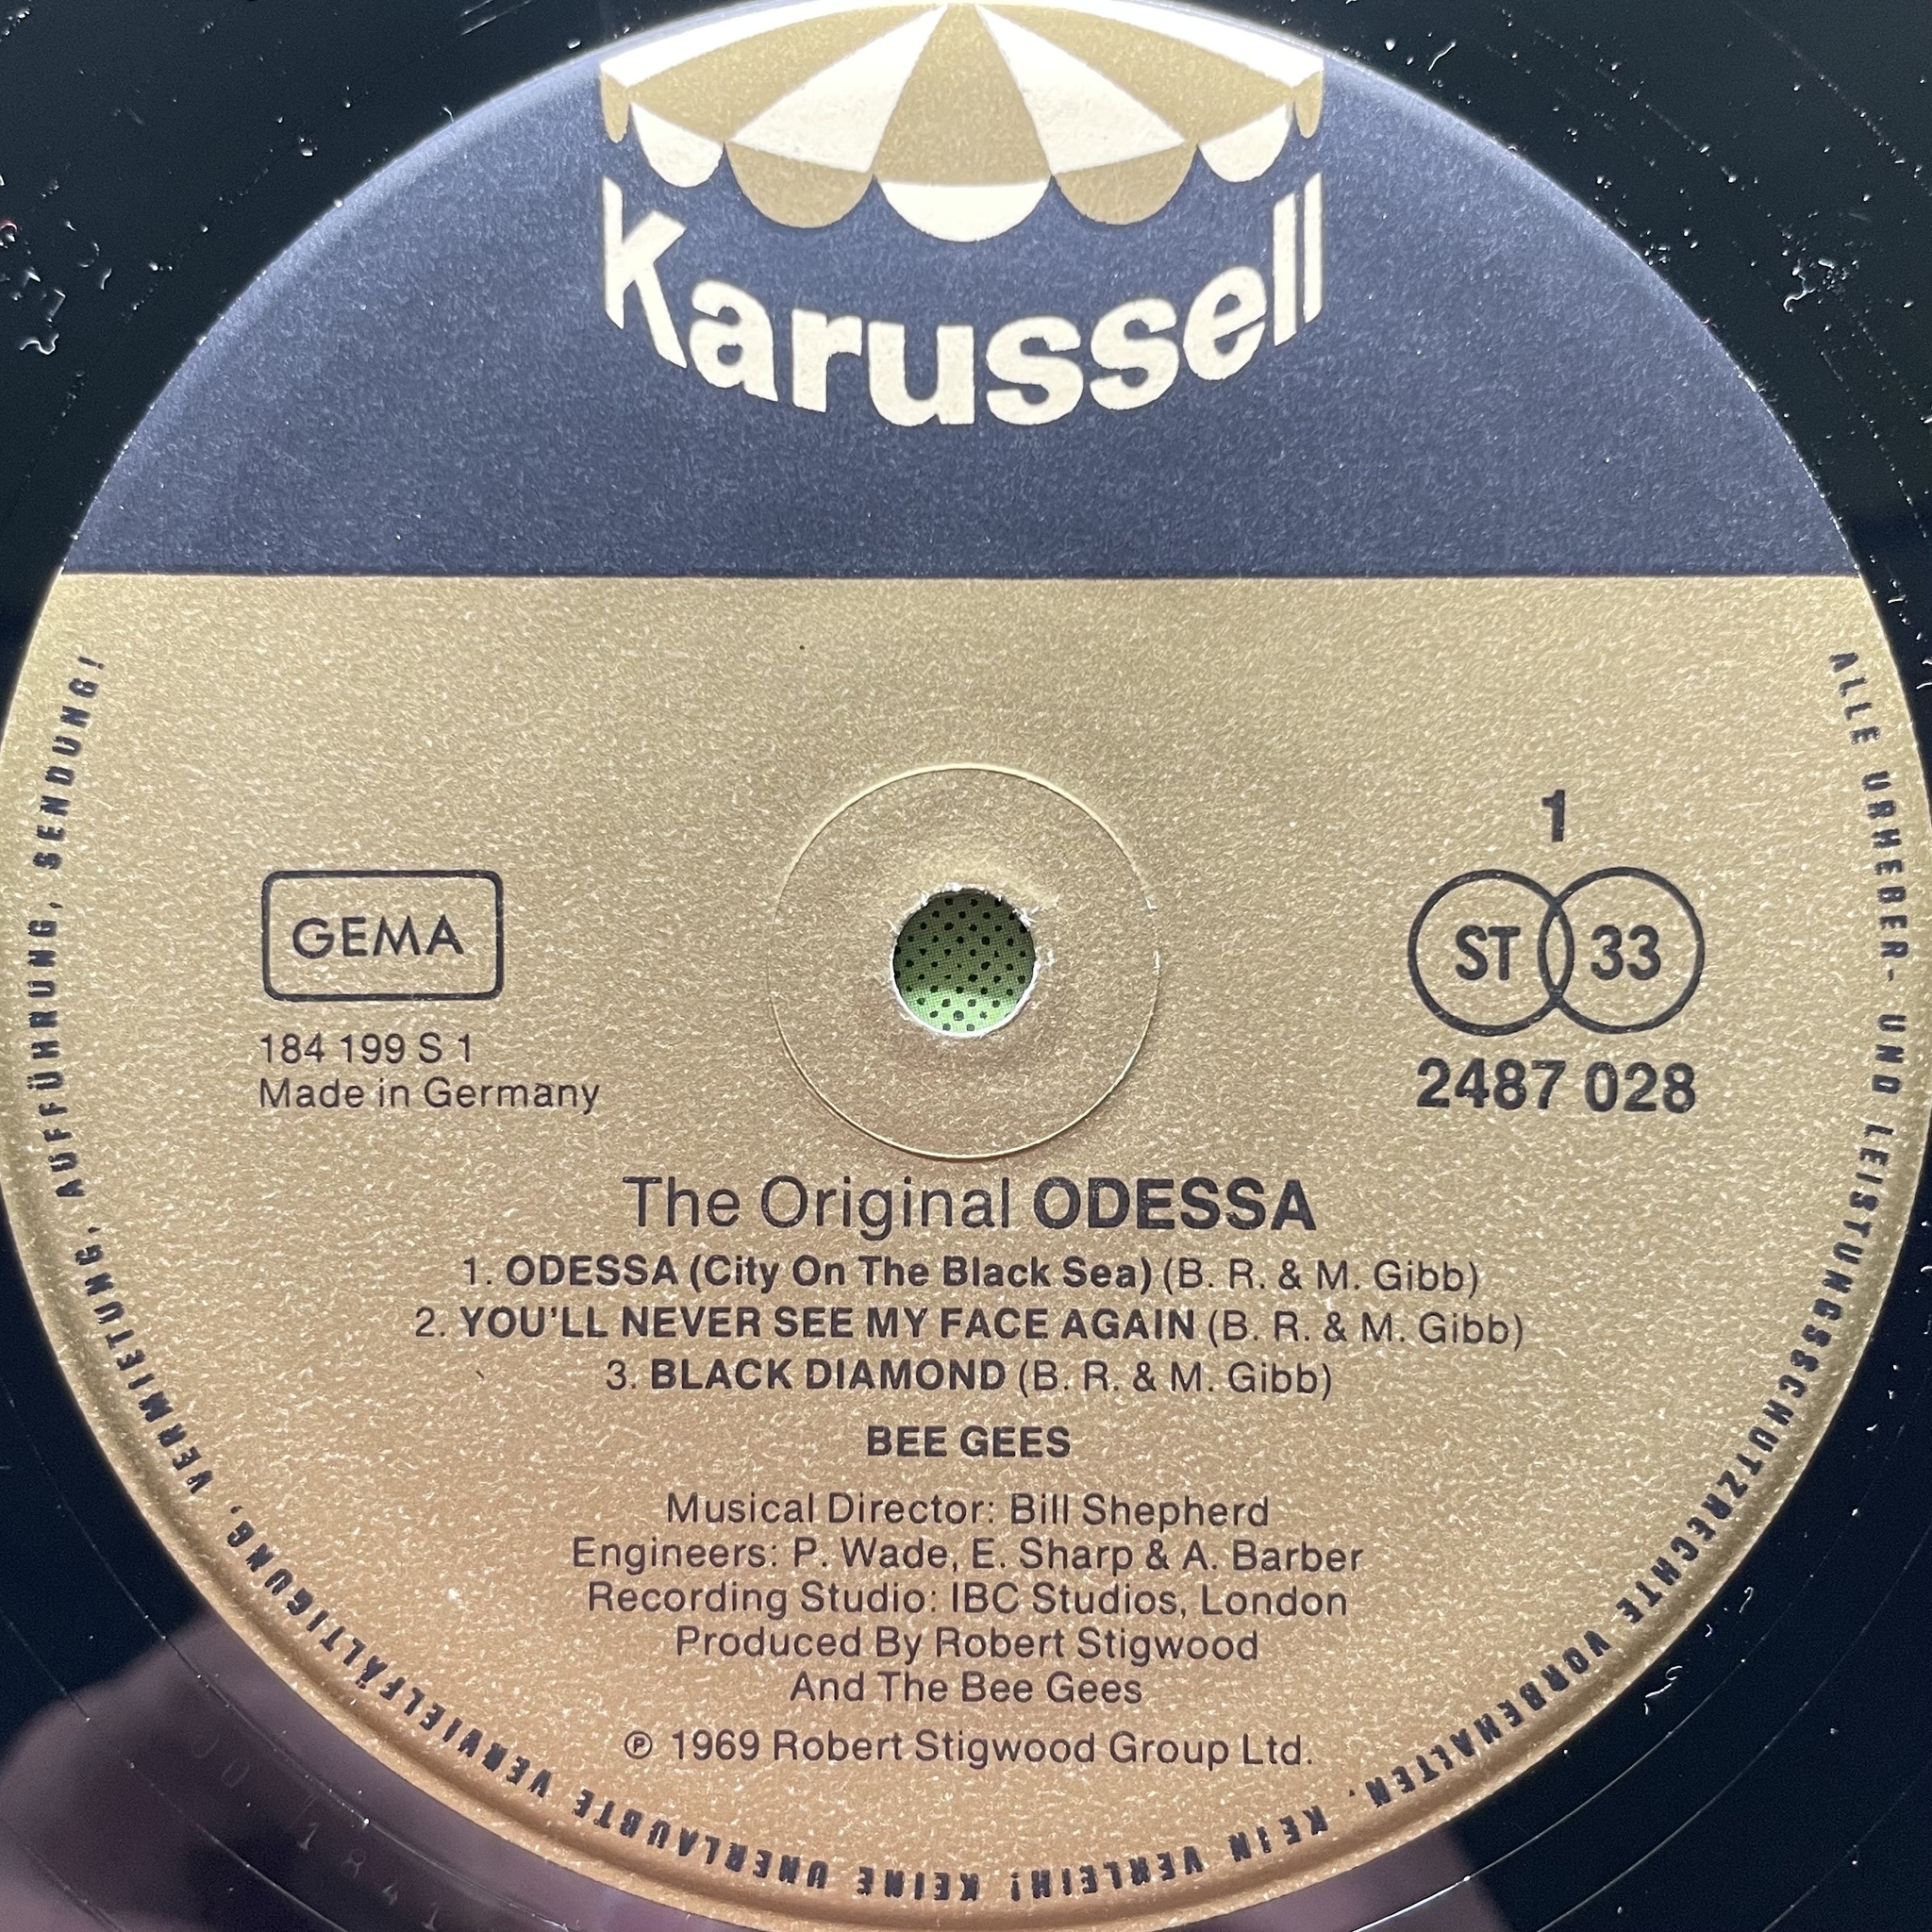 Karussell
GEMA
184 199 S 1
Made in Germany
1
ST 33
2487 028
The Original ODESSA
1. ODESSA (City On The Black Sea) (B. R. & M. Gibb)
2. YOU'LL NEVER SEE MY FACE AGAIN (B. R. & M. Gibb)
3. BLACK DIAMOND (B. R. & M. Gibb)
BEE GEES
Musical Director: Bill Shepherd
Engineers: P. Wade, E. Sharp & A. Barber
Recording Studio: IBC Studios, London
Produced By Robert Stigwood
And The Bee Gees
℗ 1969 Robert Stigwood Group Ltd.
ALLE URHEBER- UND LEISTUNGSSCHUTZRECHTE VORBEHALTEN. KEIN VERLEIH! KEINE UNERLAUBTE VERVIELFÄLTIGUNG, VERMIETUNG, AUFFÜHRUNG, SENDUNG!